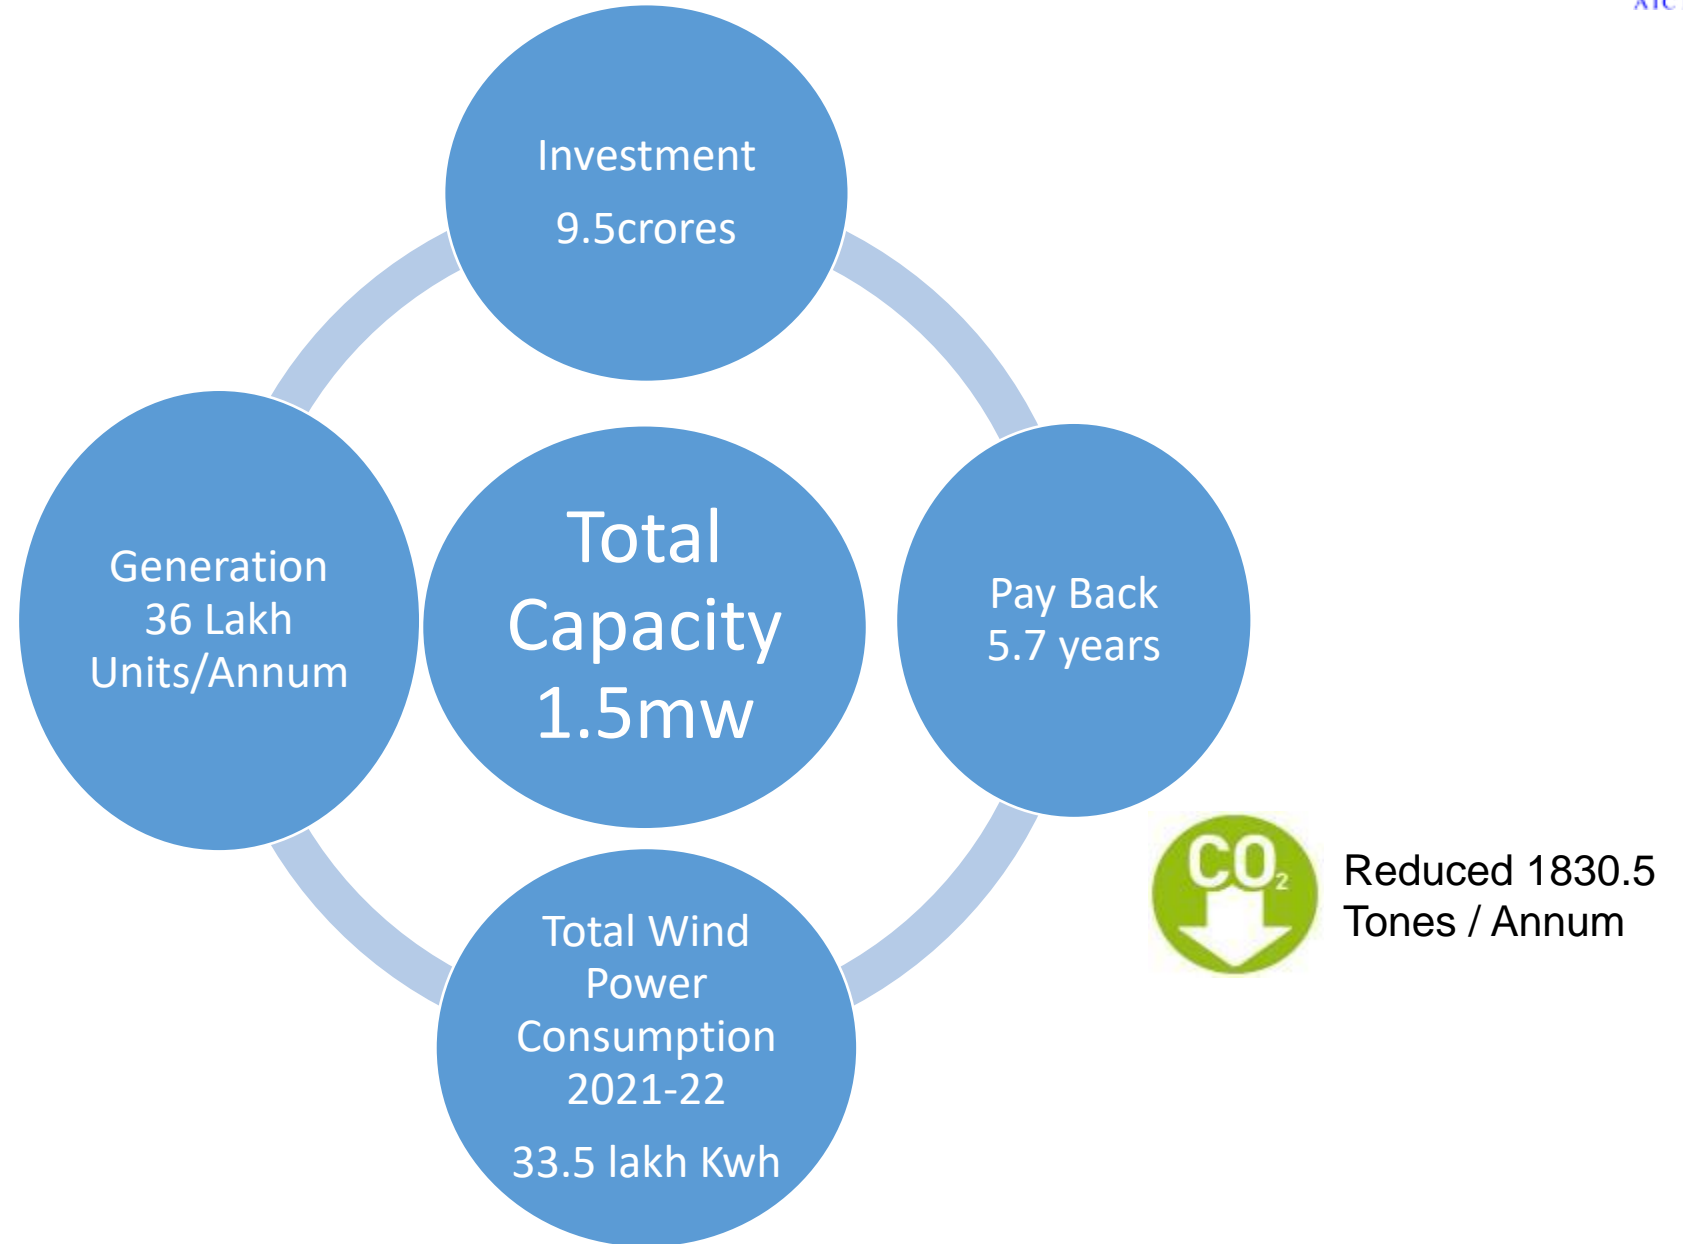 Investment
9.5crores
Generation
36 Lakh
Units/Annum
Total
Capacity
1.5mw
Pay Back
5.7 years
Total Wind
Power
Consumption
2021-22
33.5 lakh Kwh
CO₂
Reduced 1830.5
Tones / Annum